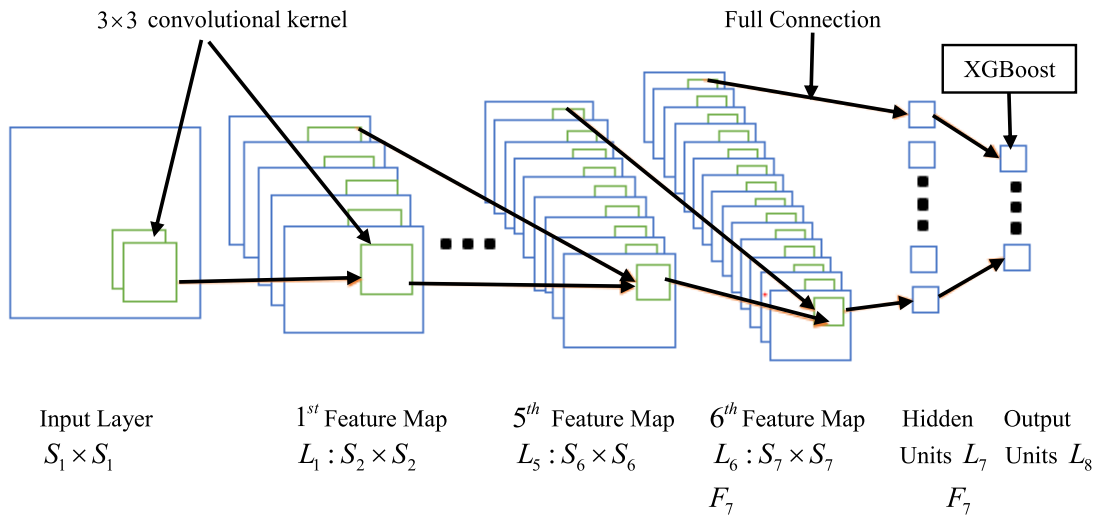 3×3 convolutional kernel
Full Connection
XGBoost
Input Layer
S₁ × S₁
1ˢᵗ Feature Map
L₁ : S₂ × S₂
5ᵗʰ Feature Map
L₅ : S₆ × S₆
6ᵗʰ Feature Map
L₆ : S₇ × S₇
F₇
Hidden
Units L₇
F₇
Output
Units L₈